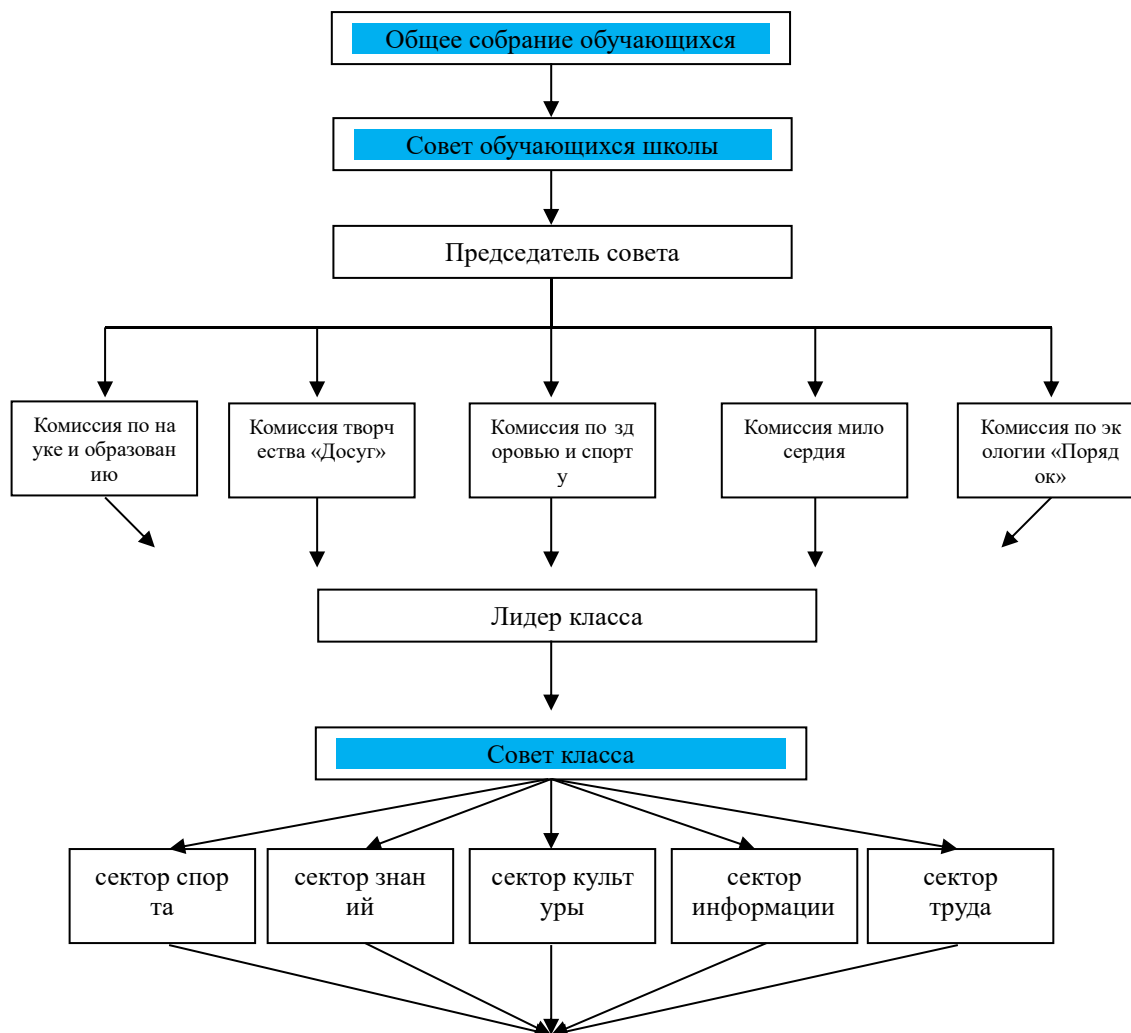 Общее собрание обучающихся
Совет обучающихся школы
Председатель совета
Комиссия по на
уке и образован
ию
Комиссия творч
ества «Досуг»
Комиссия по зд
оровью и спорт
у
Комиссия мило
сердия
Комиссия по эк
ологии «Поряд
ок»
Лидер класса
Совет класса
сектор спор
та
сектор знан
ий
сектор культ
уры
сектор
информации
сектор
труда